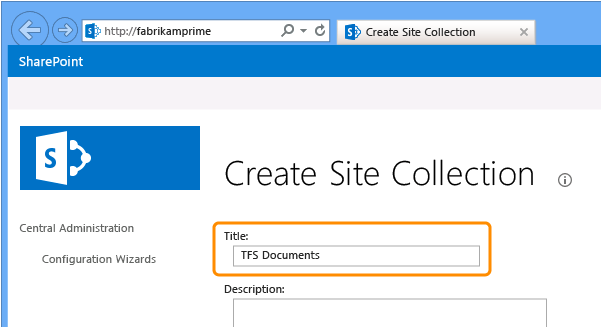 http://fabrikamprime
Create Site Collection
SharePoint
S
Create Site Collection
Central Administration
Configuration Wizards
Title:
TFS Documents
Description: